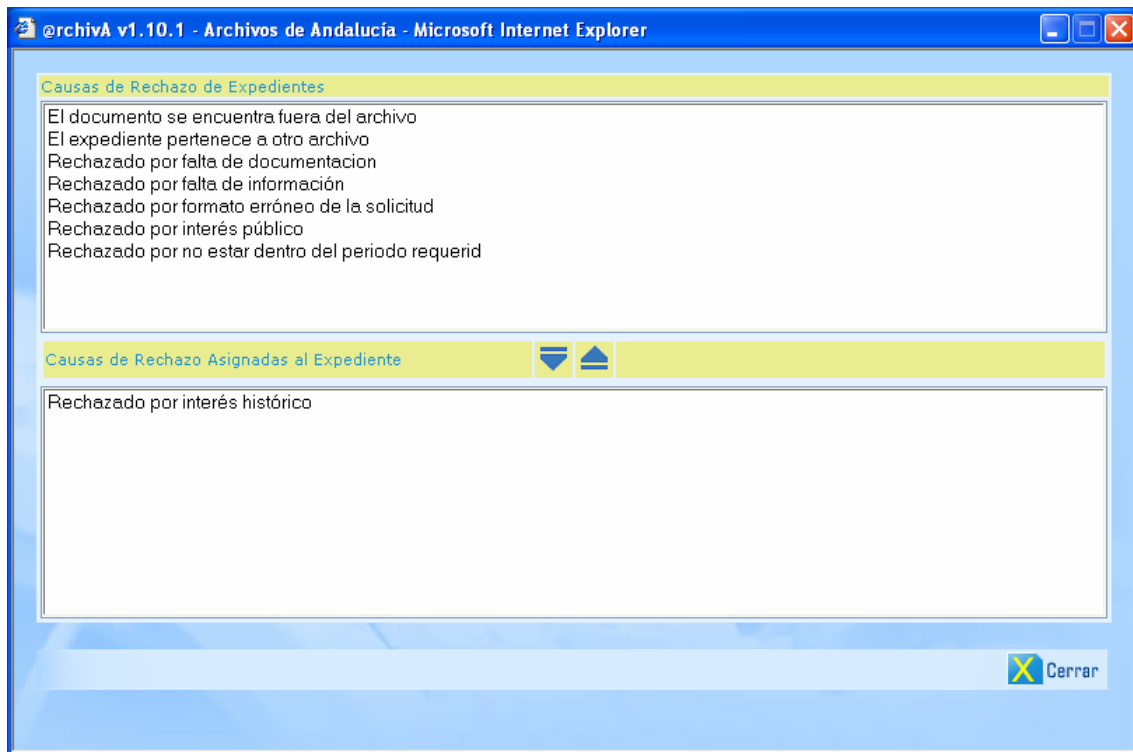 @rchivA v1.10.1 - Archivos de Andalucía - Microsoft Internet Explorer
Causas de Rechazo de Expedientes
El documento se encuentra fuera del archivo
El expediente pertenece a otro archivo
Rechazado por falta de documentacion
Rechazado por falta de información
Rechazado por formato erróneo de la solicitud
Rechazado por interés público
Rechazado por no estar dentro del periodo requerid
Causas de Rechazo Asignadas al Expediente
Rechazado por interés histórico
Cerrar